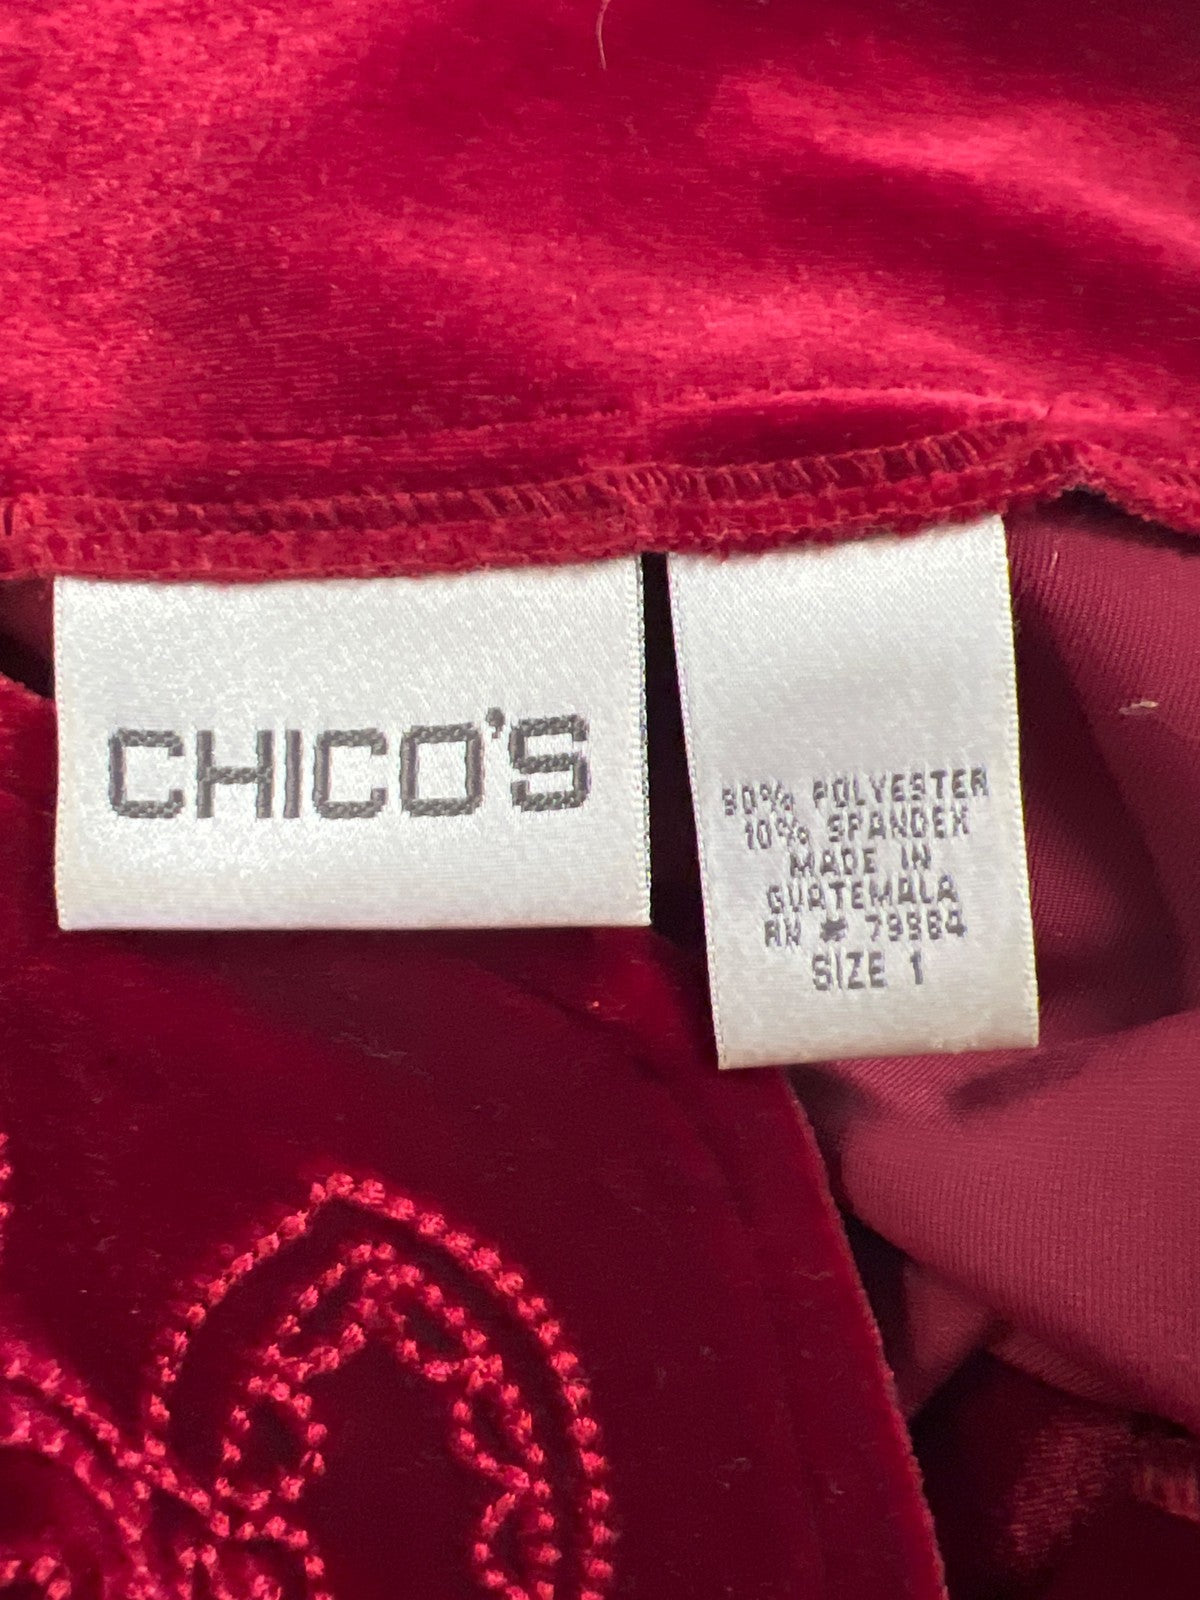 CHICO'S
90% POLYESTER
10% SPANDEX
MADE IN
GUATEMALA
RN # 79984
SIZE 1